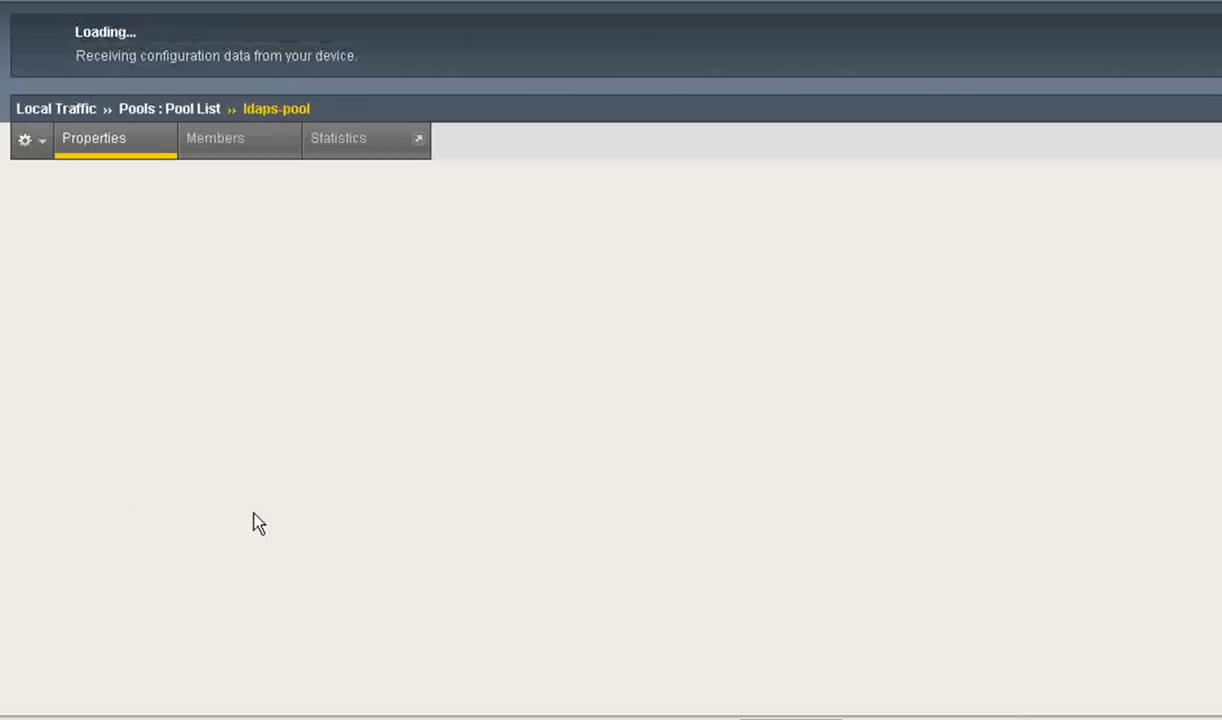 Loading...
Receiving configuration data from your device.
Local Traffic ›› Pools : Pool List ›› ldaps-pool
Properties Members Statistics